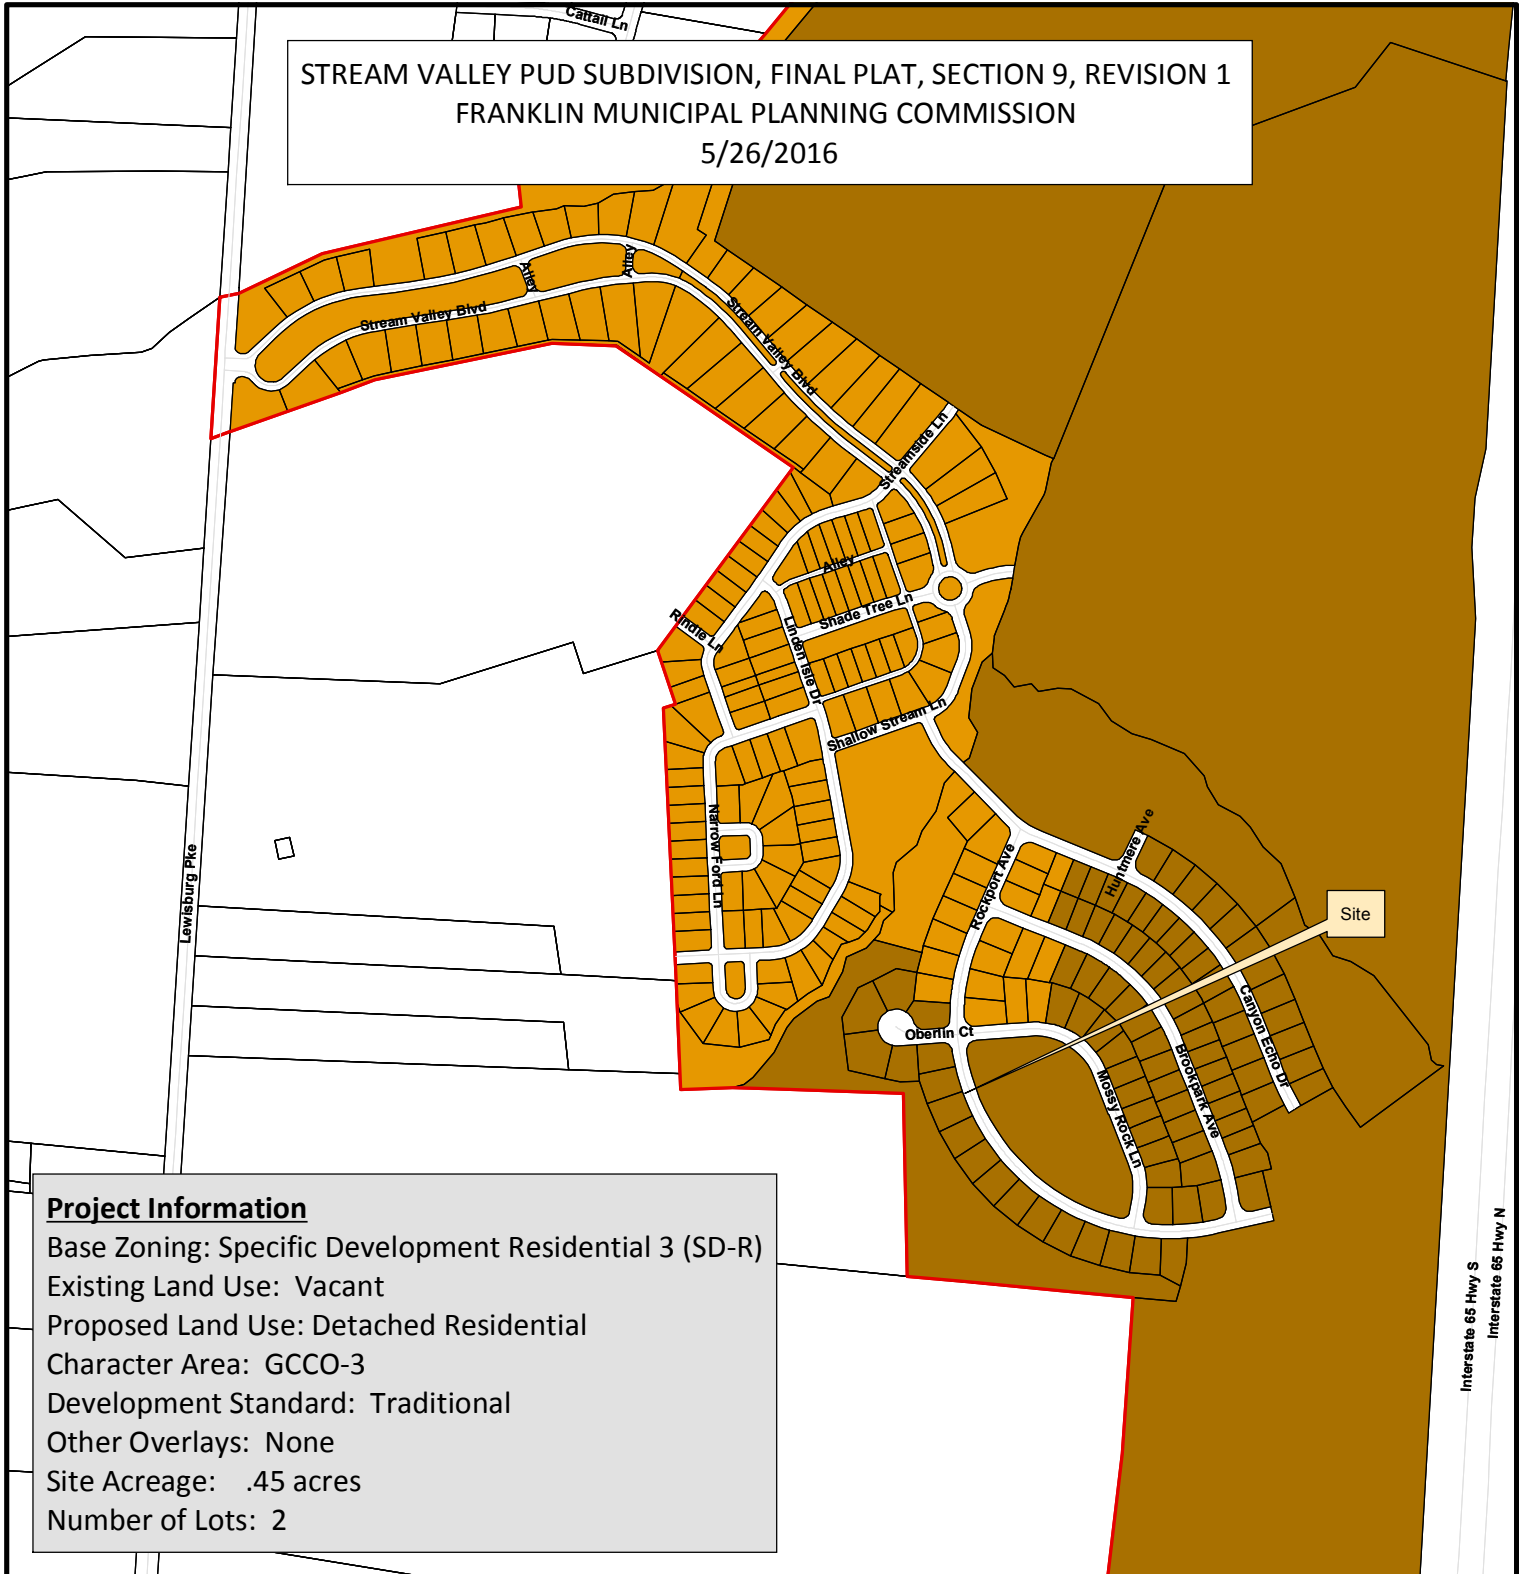 Cattail Ln
STREAM VALLEY PUD SUBDIVISION, FINAL PLAT, SECTION 9, REVISION 1
FRANKLIN MUNICIPAL PLANNING COMMISSION
5/26/2016
Alley
Alley
Stream Valley Blvd
Stream Valley Blvd
Streamside Ln
Alley
Shade Tree Ln
Rindle Ln
Linden Isle Dr
Shallow Stream Ln
Narrow Ford Ln
Lewisburg Pke
Rockport Ave
Huntmere Ave
Site
Oberlin Ct
Canyon Echo Dr
Brookpark Ave
Mossy Rock Ln
Interstate 65 Hwy S
Interstate 65 Hwy N
Project Information
Base Zoning: Specific Development Residential 3 (SD-R)
Existing Land Use: Vacant
Proposed Land Use: Detached Residential
Character Area: GCCO-3
Development Standard: Traditional
Other Overlays: None
Site Acreage: .45 acres
Number of Lots: 2